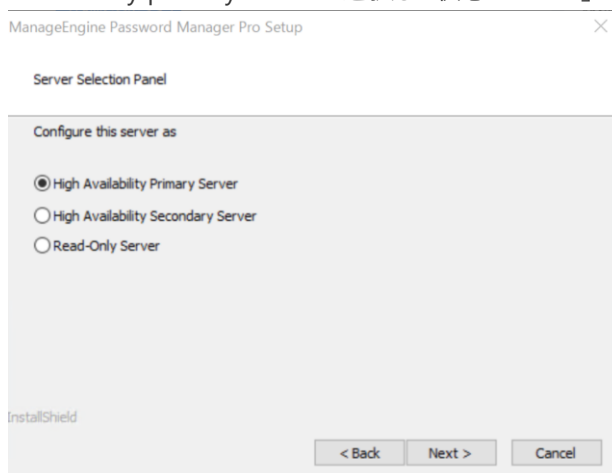 ManageEngine Password Manager Pro Setup
Server Selection Panel
Configure this server as
High Availability Primary Server
High Availability Secondary Server
Read-Only Server
InstallShield
< Back
Next >
Cancel